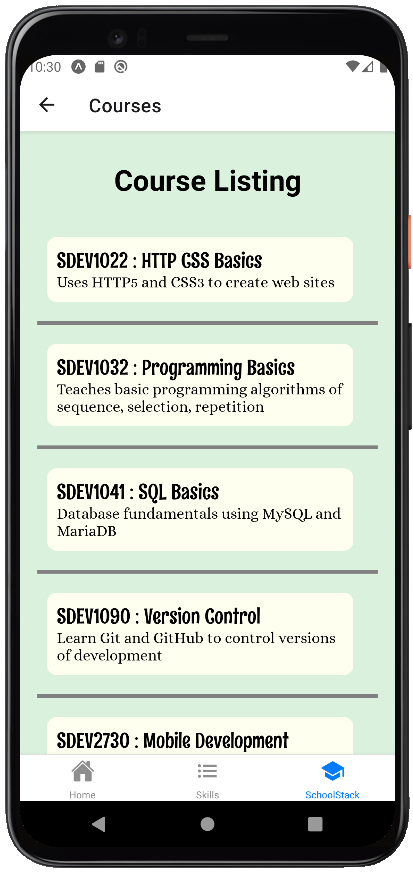 10:30
Courses
Course Listing
SDEV1022 : HTTP CSS Basics
Uses HTTP5 and CSS3 to create web sites
SDEV1032 : Programming Basics
Teaches basic programming algorithms of
sequence, selection, repetition
SDEV1041 : SQL Basics
Database fundamentals using MySQL and
MariaDB
SDEV1090 : Version Control
Learn Git and GitHub to control versions
of development
SDEV2730 : Mobile Development
Home
Skills
SchoolStack